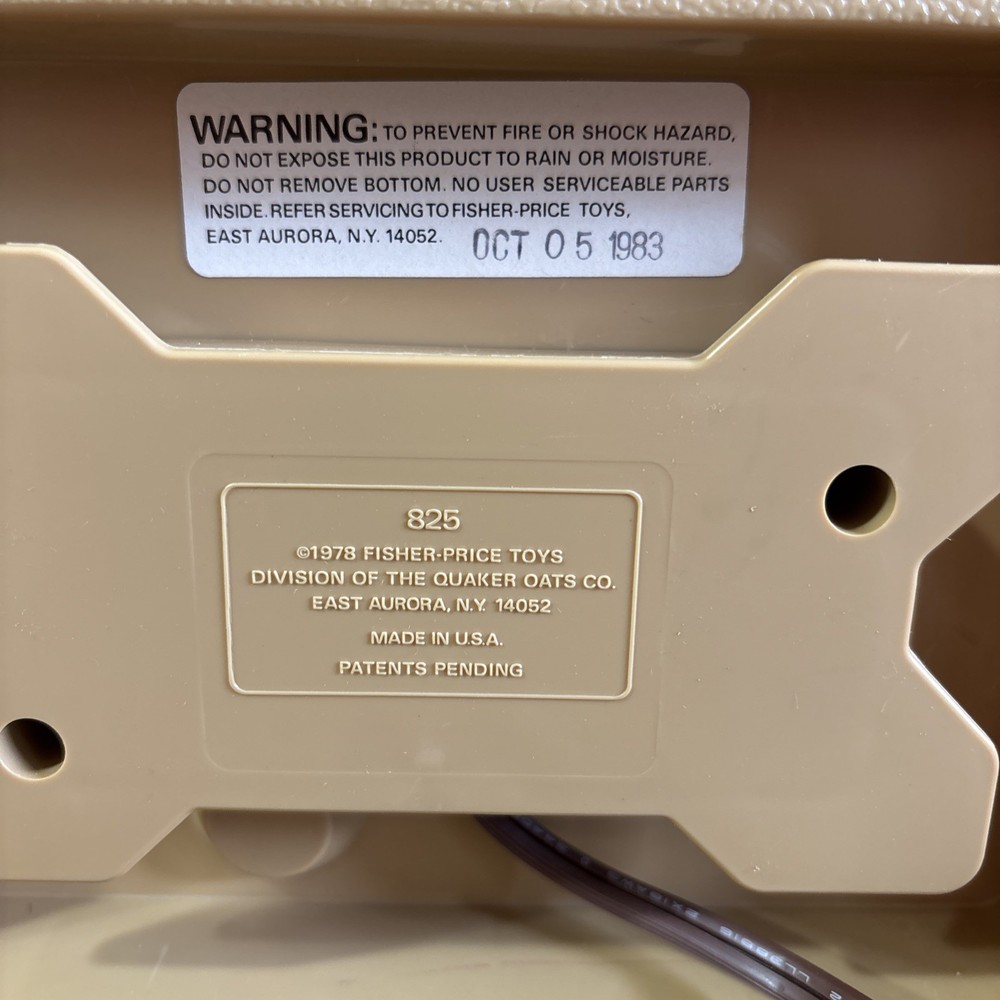 WARNING: TO PREVENT FIRE OR SHOCK HAZARD,
DO NOT EXPOSE THIS PRODUCT TO RAIN OR MOISTURE.
DO NOT REMOVE BOTTOM. NO USER SERVICEABLE PARTS
INSIDE. REFER SERVICING TO FISHER-PRICE TOYS,
EAST AURORA, N.Y. 14052. OCT 05 1983
825
©1978 FISHER-PRICE TOYS
DIVISION OF THE QUAKER OATS CO.
EAST AURORA, N.Y. 14052
MADE IN U.S.A.
PATENTS PENDING